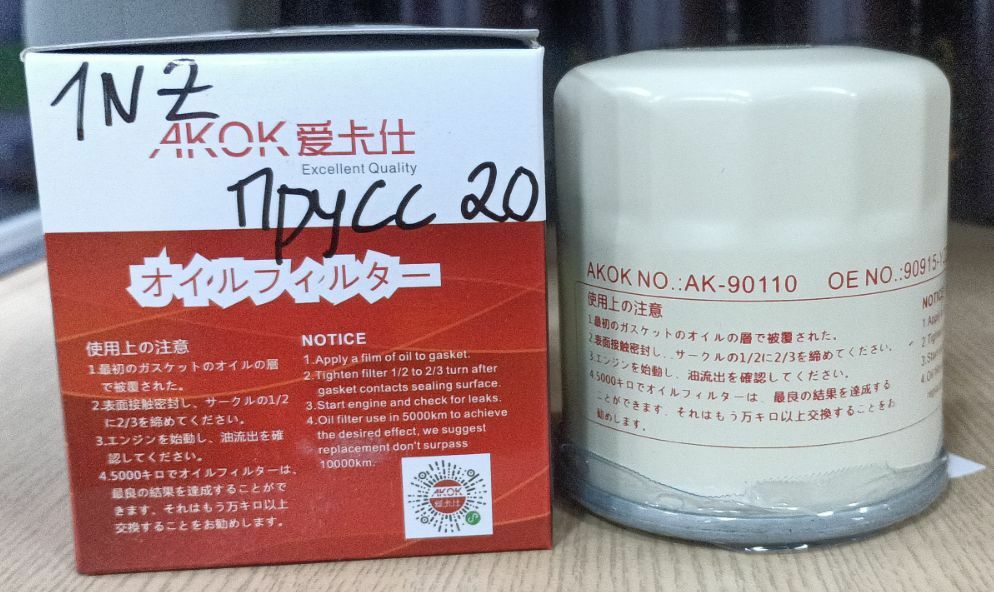 1NZ
AKOK 爱卡仕
Excellent Quality
Прусс 20
オイルフィルター
使用上の注意
1.最初のガスケットのオイルの層
で被覆された。
2.表面接触密封し、サークルの1/2
に2/3を締めてください。
3.エンジンを始動し、油流出を確
認してください。
4.5000キロでオイルフィルターは、
最良の結果を達成することがで
きます、それはもう万キロ以上
交換することをお勧めします。
NOTICE
1.Apply a film of oil to gasket.
2.Tighten filter 1/2 to 2/3 turn after
gasket contacts sealing surface.
3.Start engine and check for leaks.
4.Oil filter use in 5000km to achieve
the desired effect, we suggest
replacement don't surpass
10000km.
AKOK
爱卡仕
AKOK NO.:AK-90110 OE NO.:90915-Y
使用上の注意
1.最初のガスケットのオイルの層で被覆された。
2.表面接触密封し、サークルの1/2に2/3を締めてください。
3.エンジンを始動し、油流出を確認してください。
4.5000キロでオイルフィルターは、最良の結果を達成する
ことができます、それはもう万キロ以上交換することをお
勧めします。
NOTICE
1.Appl
2.Tight
3.Star
4.Oil